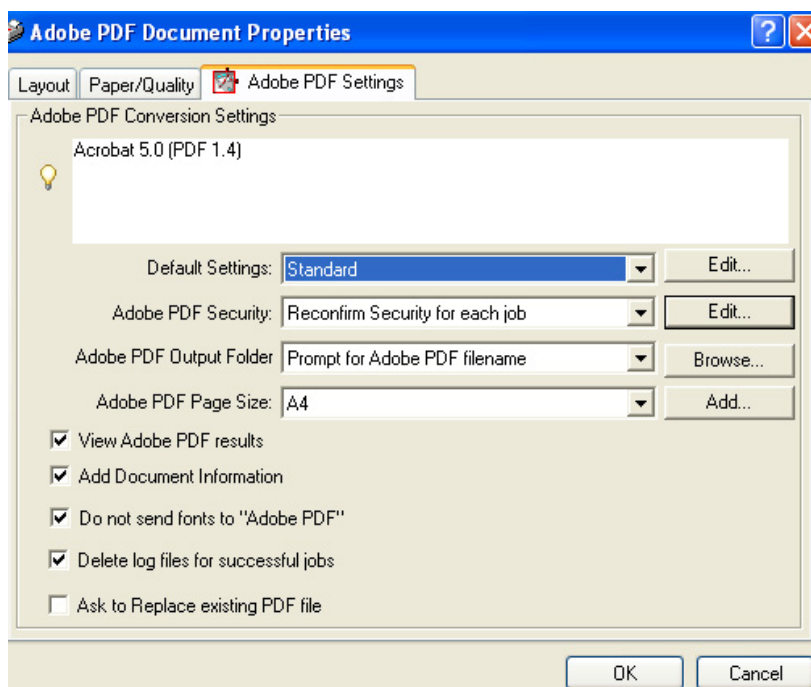 Adobe PDF Document Properties
Layout Paper/Quality Adobe PDF Settings
Adobe PDF Conversion Settings
Acrobat 5.0 (PDF 1.4)
Default Settings: Standard Edit...
Adobe PDF Security: Reconfirm Security for each job Edit...
Adobe PDF Output Folder Prompt for Adobe PDF filename Browse...
Adobe PDF Page Size: A4 Add...
View Adobe PDF results
Add Document Information
Do not send fonts to "Adobe PDF"
Delete log files for successful jobs
Ask to Replace existing PDF file
OK Cancel